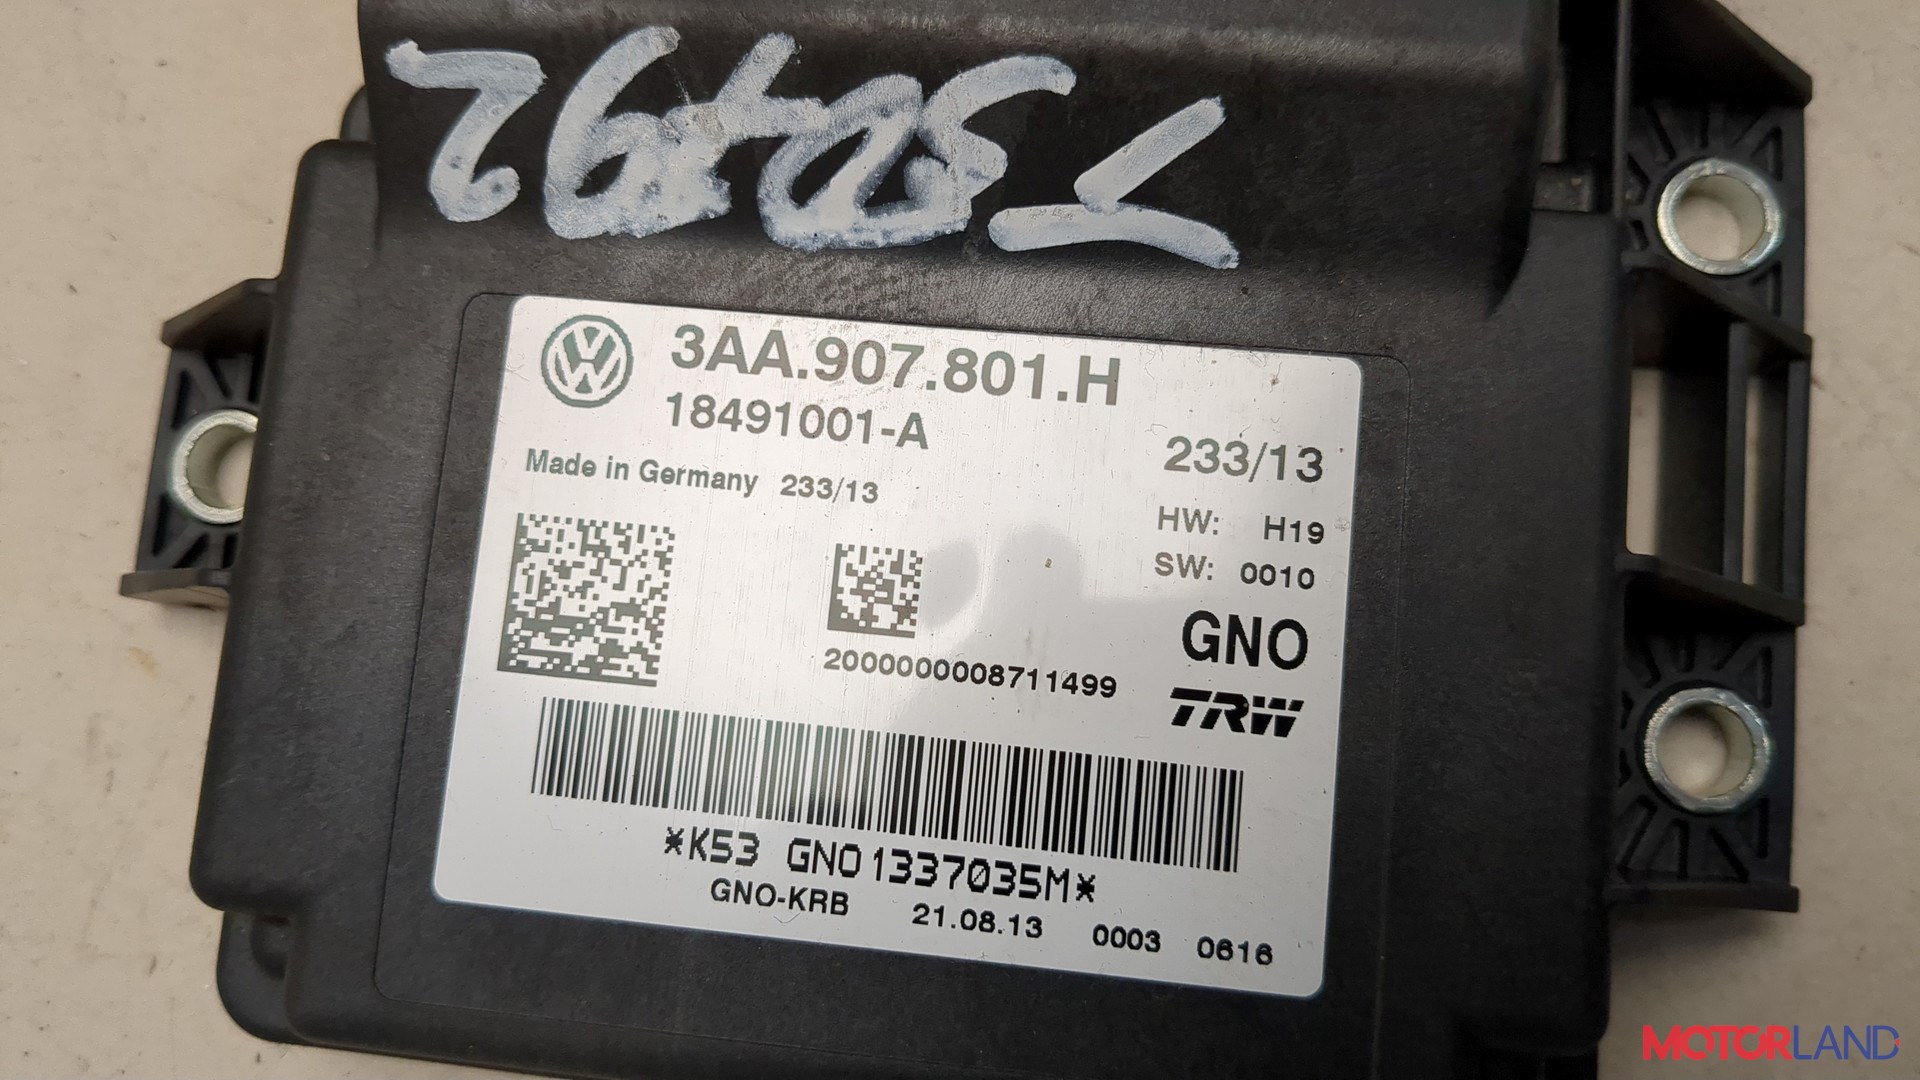 3AA.907.801.H
18491001-A
Made in Germany 233/13
233/13
HW: H19
SW: 0010
GNO
TRW
2000000008711499
*K53 GNO1337035M*
GNO-KRB 21.08.13 0003 0616
MOTORLAND